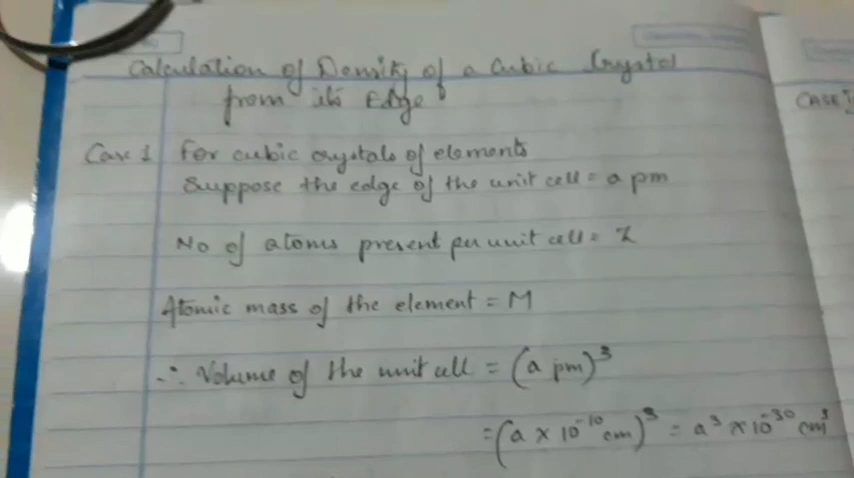 Calculation of Density of a Cubic Crystal
from its Edge
Case 1 For cubic crystals of elements
Suppose the edge of the unit cell = a pm
No of atoms present per unit cell = Z
Atomic mass of the element = M
∴ Volume of the unit cell = (a pm)³
= (a × 10⁻¹⁰ cm)³ = a³ × 10⁻³⁰ cm³
CASE